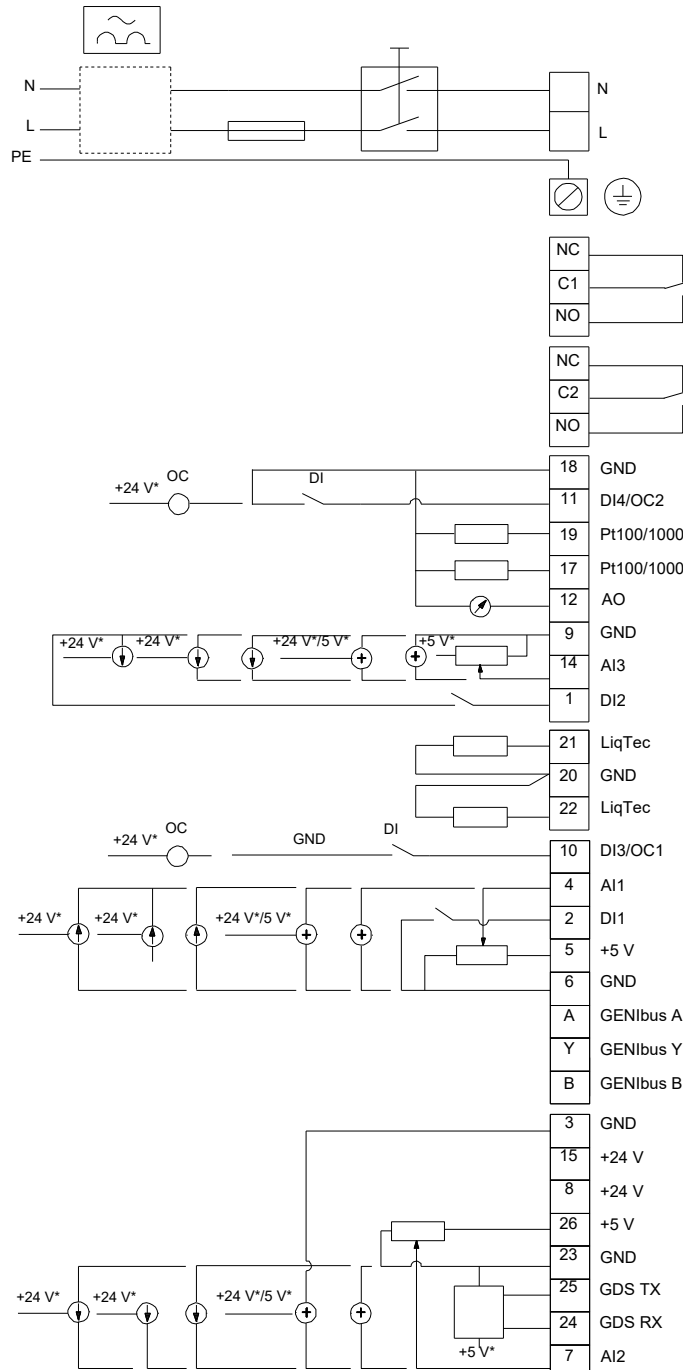 N N
L L
PE
NC
C1
NO
NC
C2
NO
18 GND
+24 V* OC DI 11 DI4/OC2
19 Pt100/1000
17 Pt100/1000
12 AO
9 GND
+24 V* +24 V* +24 V*/5 V* +5 V*
14 AI3
1 DI2
21 LiqTec
20 GND
22 LiqTec
+24 V* OC GND DI 10 DI3/OC1
4 AI1
+24 V* +24 V* +24 V*/5 V* 2 DI1
5 +5 V
6 GND
A GENIbus A
Y GENIbus Y
B GENIbus B
3 GND
15 +24 V
8 +24 V
26 +5 V
23 GND
25 GDS TX
+24 V* +24 V* +24 V*/5 V* 24 GDS RX
+5 V* 7 AI2